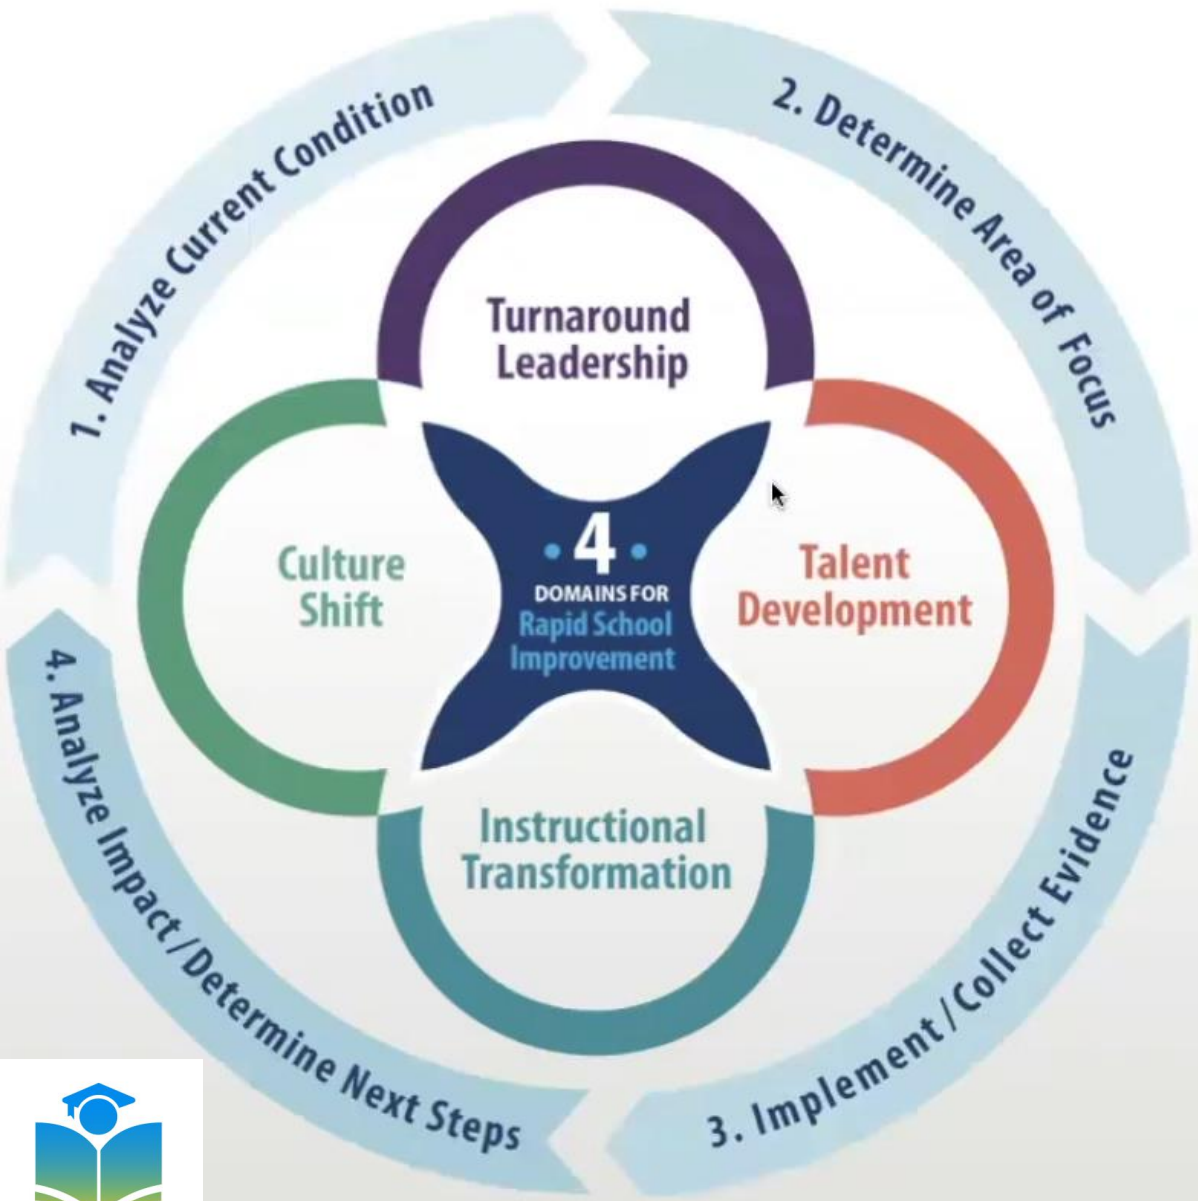 1. Analyze Current Condition
2. Determine Area of Focus
3. Implement/Collect Evidence
4. Analyze Impact/Determine Next Steps
Turnaround
Leadership
Culture
Shift
• 4 •
DOMAINS FOR
Rapid School
Improvement
Talent
Development
Instructional
Transformation